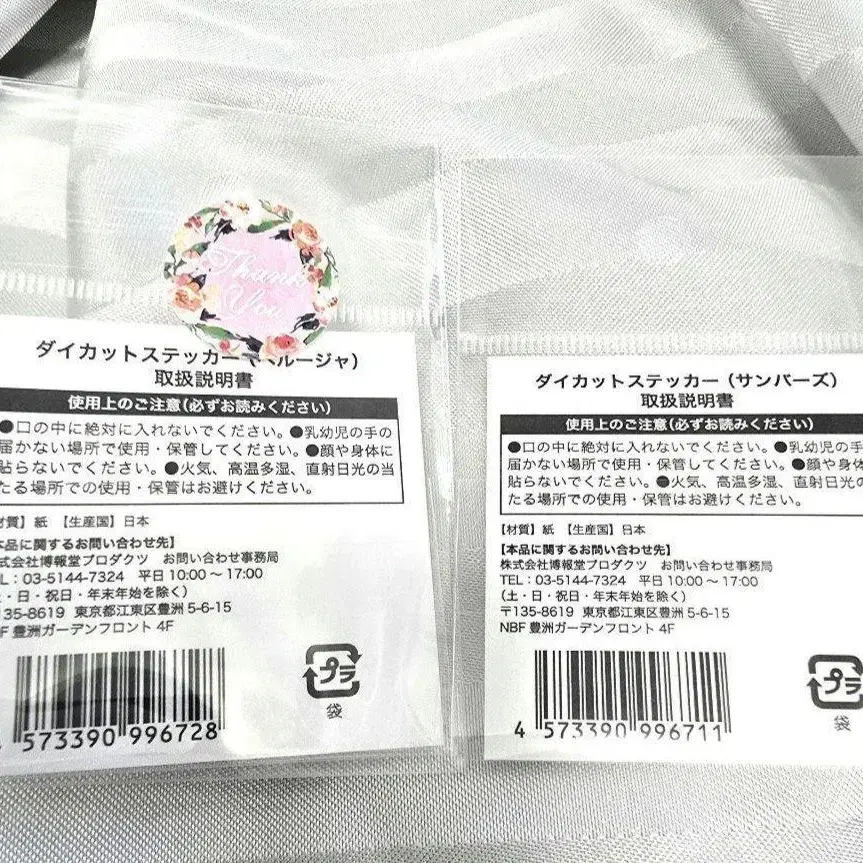 Thank
You
ダイカットステッカー（ペルージャ）
取扱説明書
使用上のご注意（必ずお読みください）
●口の中に絶対に入れないでください。●乳幼児の手の
届かない場所で使用・保管してください。●顔や身体に
貼らないでください。●火気、高温多湿、直射日光の当
たる場所での使用・保管はお避けください。
材質】紙 【生産国】日本
本品に関するお問い合わせ先】
式会社博報堂プロダクツ お問い合わせ事務局
L：03-5144-7324 平日 10:00～17:00
・日・祝日・年末年始を除く）
135-8619 東京都江東区豊洲 5-6-15
NBF 豊洲ガーデンフロント 4F
573390 996728
プラ
袋
ダイカットステッカー（サンバーズ）
取扱説明書
使用上のご注意（必ずお読みください）
●口の中に絶対に入れないでください。●乳幼児の手
届かない場所で使用・保管してください。●顔や身体
貼らないでください。●火気、高温多湿、直射日光の
たる場所での使用・保管はお避けください。
【材質】紙 【生産国】日本
【本品に関するお問い合わせ先】
株式会社博報堂プロダクツ お問い合わせ事務局
TEL：03-5144-7324 平日 10:00～17:00
（土・日・祝日・年末年始を除く）
〒135-8619 東京都江東区豊洲 5-6-15
NBF 豊洲ガーデンフロント 4F
4 573390 996711
プラ
袋